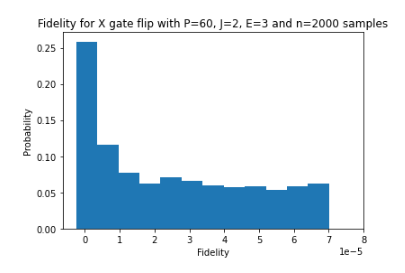 Fidelity for X gate flip with P=60, J=2, E=3 and n=2000 samples
0.25
0.20
0.15
0.10
0.05
0.00
Probability
0 1 2 3 4 5 6 7 8
1e−5
Fidelity